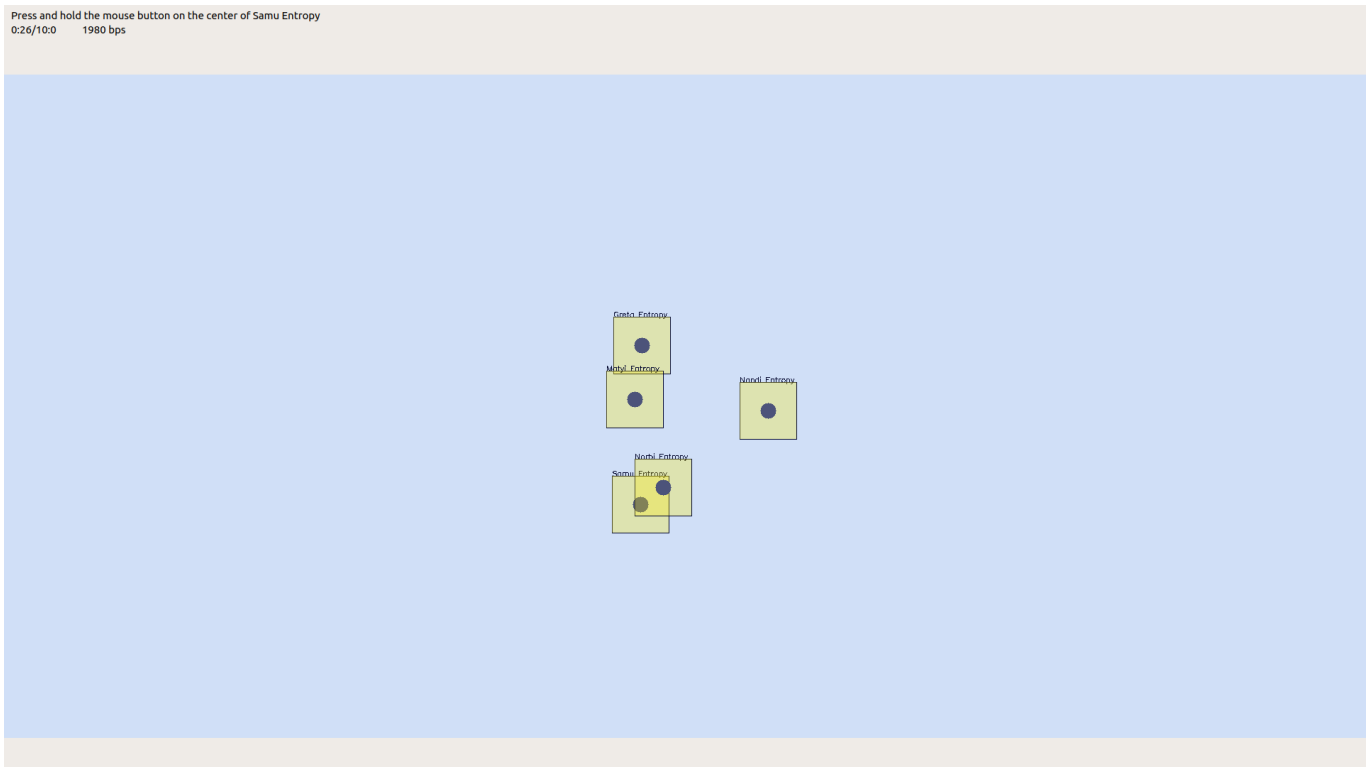 Press and hold the mouse button on the center of Samu Entropy
0:26/10:0 1980 bps
Greta Entropy
Matyi Entropy
Nandi Entropy
Norbi Entropy
Samu Entropy